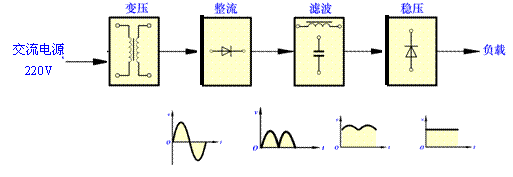 变压 整流 滤波 稳压
交流电源
220V
负载
v v v v
O t O t O t O t